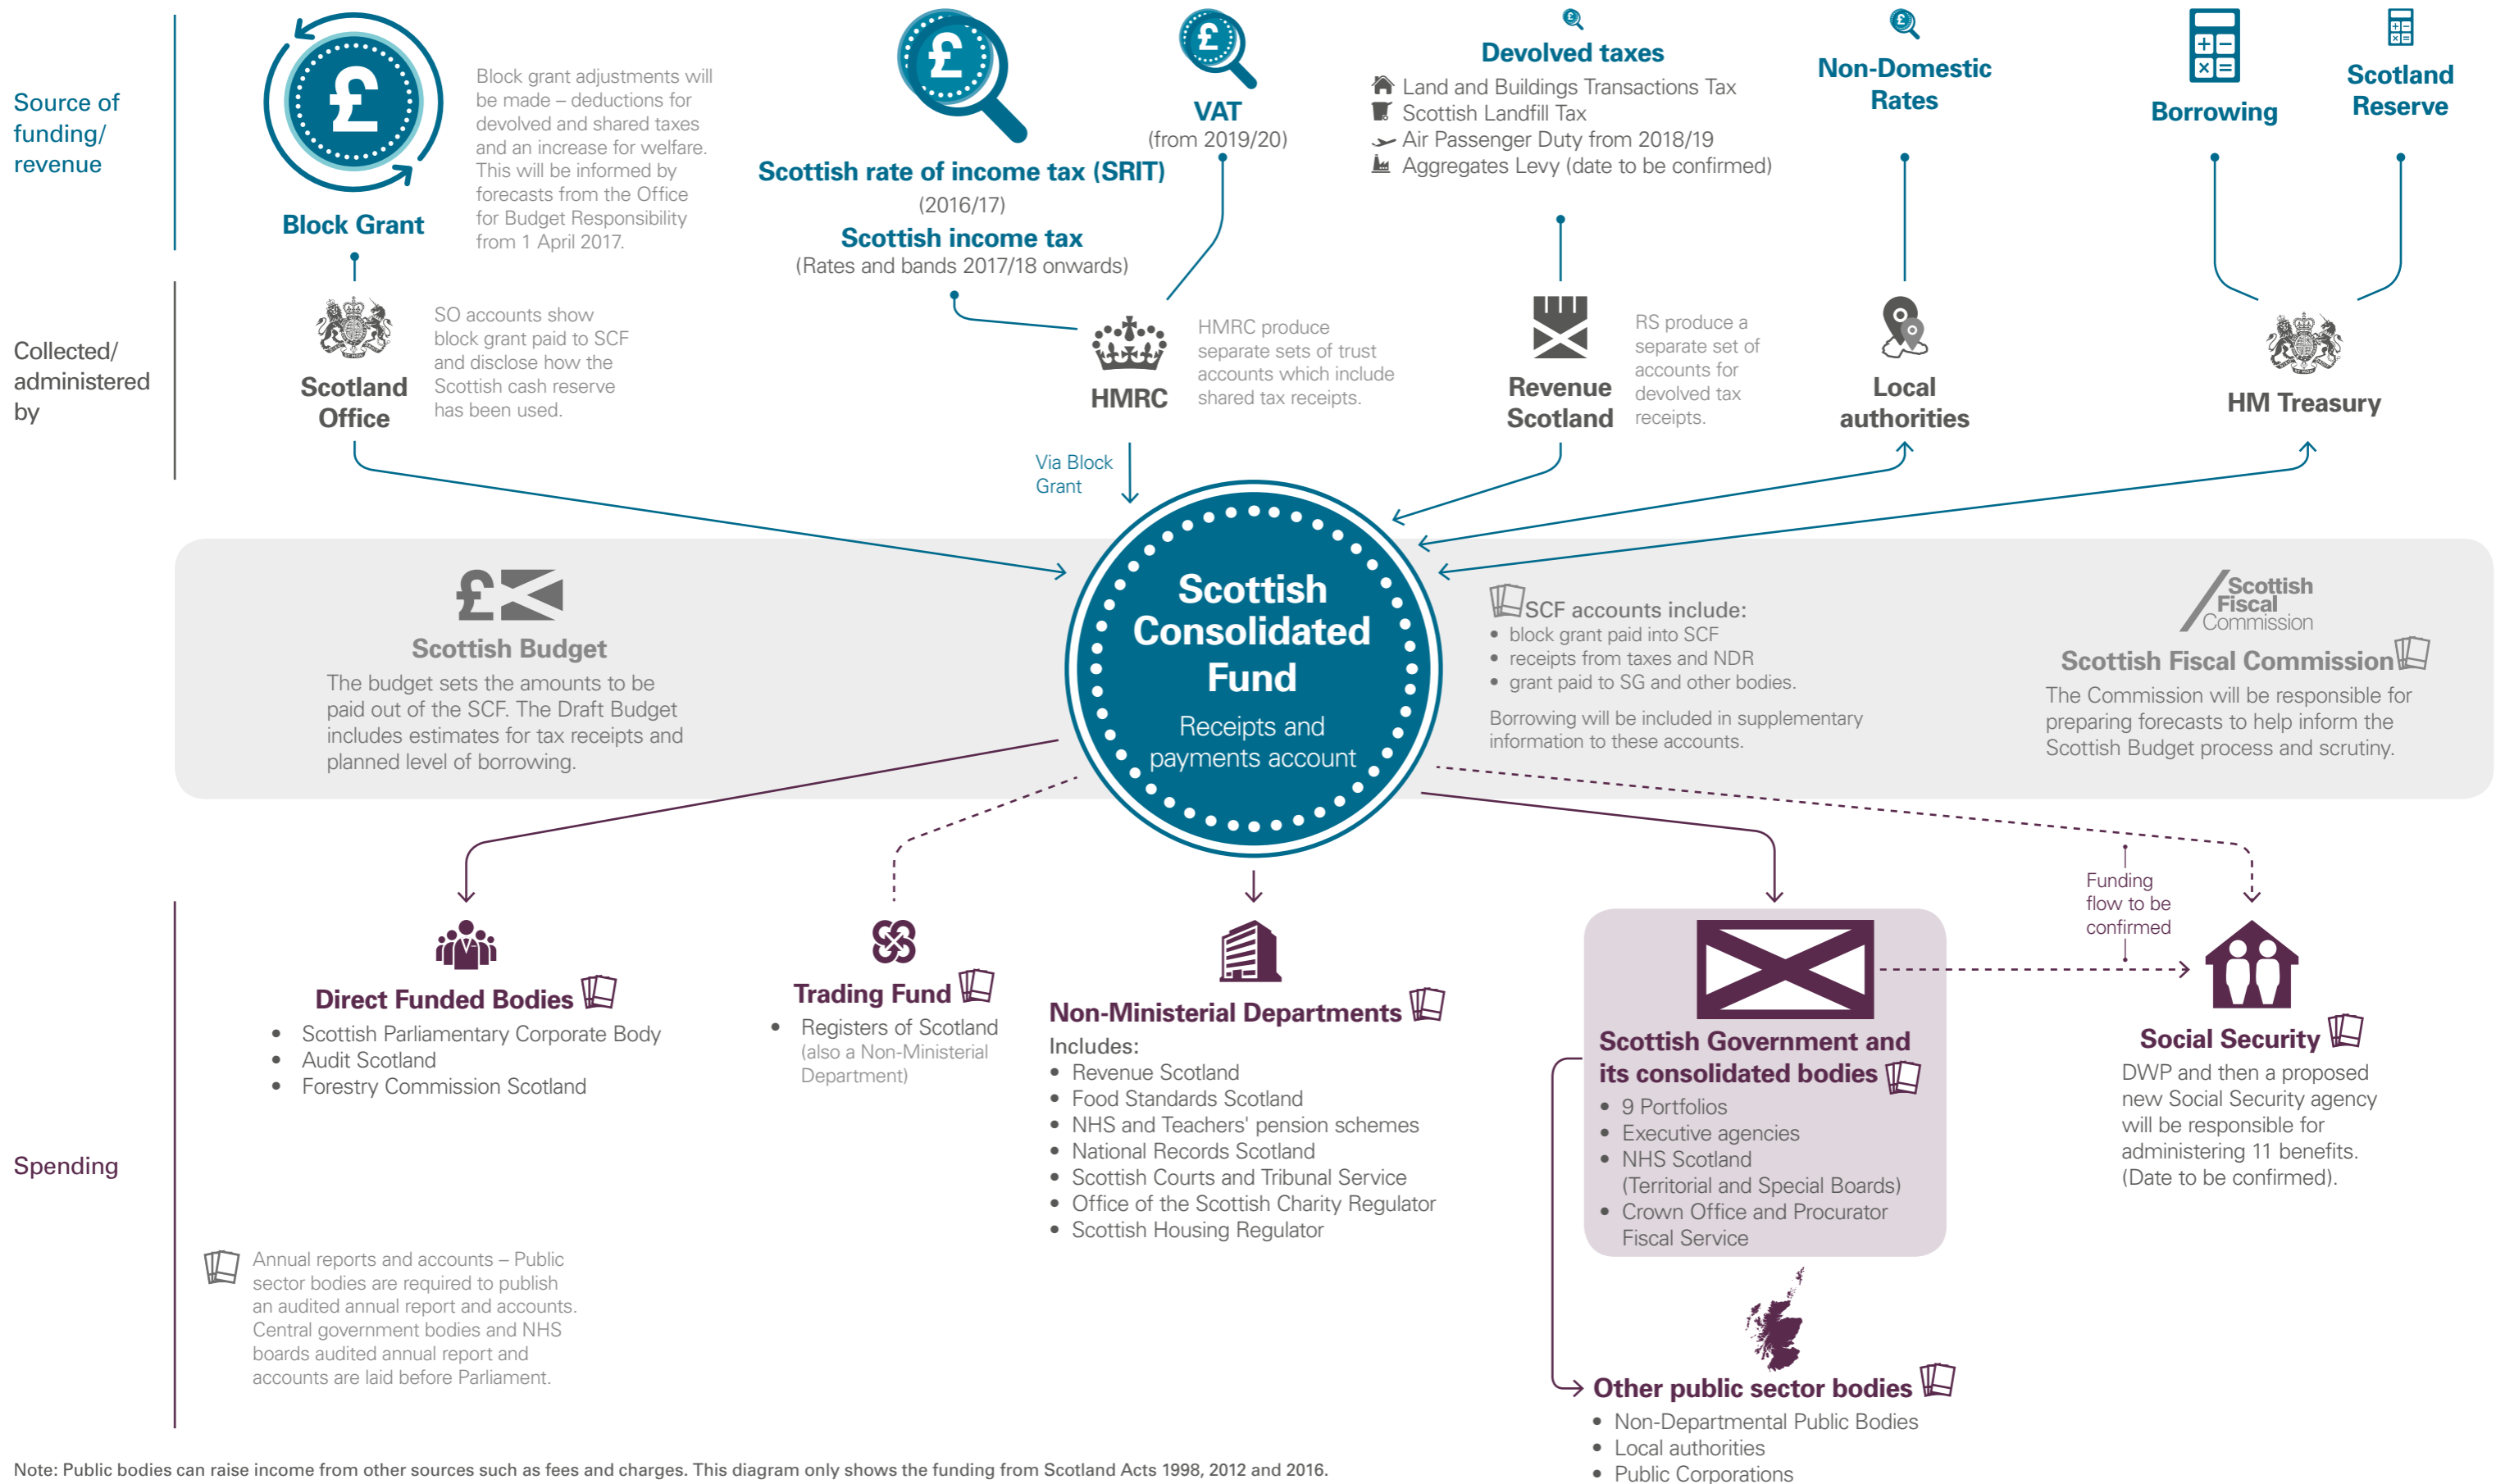 Source of
funding/
revenue
£
Block Grant
Block grant adjustments will
be made – deductions for
devolved and shared taxes
and an increase for welfare.
This will be informed by
forecasts from the Office
for Budget Responsibility
from 1 April 2017.
£
Scottish rate of income tax (SRIT)
(2016/17)
Scottish income tax
(Rates and bands 2017/18 onwards)
£
VAT
(from 2019/20)
£
Devolved taxes
Land and Buildings Transactions Tax
Scottish Landfill Tax
Air Passenger Duty from 2018/19
Aggregates Levy (date to be confirmed)
£
Non-Domestic
Rates
Borrowing
Scotland
Reserve
Collected/
administered
by
Scotland
Office
SO accounts show
block grant paid to SCF
and disclose how the
Scottish cash reserve
has been used.
HMRC
HMRC produce
separate sets of trust
accounts which include
shared tax receipts.
Revenue
Scotland
RS produce a
separate set of
accounts for
devolved tax
receipts.
Local
authorities
HM Treasury
Via Block
Grant
£
Scottish Budget
The budget sets the amounts to be
paid out of the SCF. The Draft Budget
includes estimates for tax receipts and
planned level of borrowing.
Scottish
Consolidated
Fund
Receipts and
payments account
SCF accounts include:
• block grant paid into SCF
• receipts from taxes and NDR
• grant paid to SG and other bodies.
Borrowing will be included in supplementary
information to these accounts.
Scottish
Fiscal
Commission
Scottish Fiscal Commission
The Commission will be responsible for
preparing forecasts to help inform the
Scottish Budget process and scrutiny.
Spending
Direct Funded Bodies
• Scottish Parliamentary Corporate Body
• Audit Scotland
• Forestry Commission Scotland
Trading Fund
• Registers of Scotland
(also a Non-Ministerial
Department)
Non-Ministerial Departments
Includes:
• Revenue Scotland
• Food Standards Scotland
• NHS and Teachers' pension schemes
• National Records Scotland
• Scottish Courts and Tribunal Service
• Office of the Scottish Charity Regulator
• Scottish Housing Regulator
Scottish Government and
its consolidated bodies
• 9 Portfolios
• Executive agencies
• NHS Scotland
(Territorial and Special Boards)
• Crown Office and Procurator
Fiscal Service
Funding
flow to be
confirmed
Social Security
DWP and then a proposed
new Social Security agency
will be responsible for
administering 11 benefits.
(Date to be confirmed).
Annual reports and accounts – Public
sector bodies are required to publish
an audited annual report and accounts.
Central government bodies and NHS
boards audited annual report and
accounts are laid before Parliament.
Other public sector bodies
• Non-Departmental Public Bodies
• Local authorities
• Public Corporations
Note: Public bodies can raise income from other sources such as fees and charges. This diagram only shows the funding from Scotland Acts 1998, 2012 and 2016.